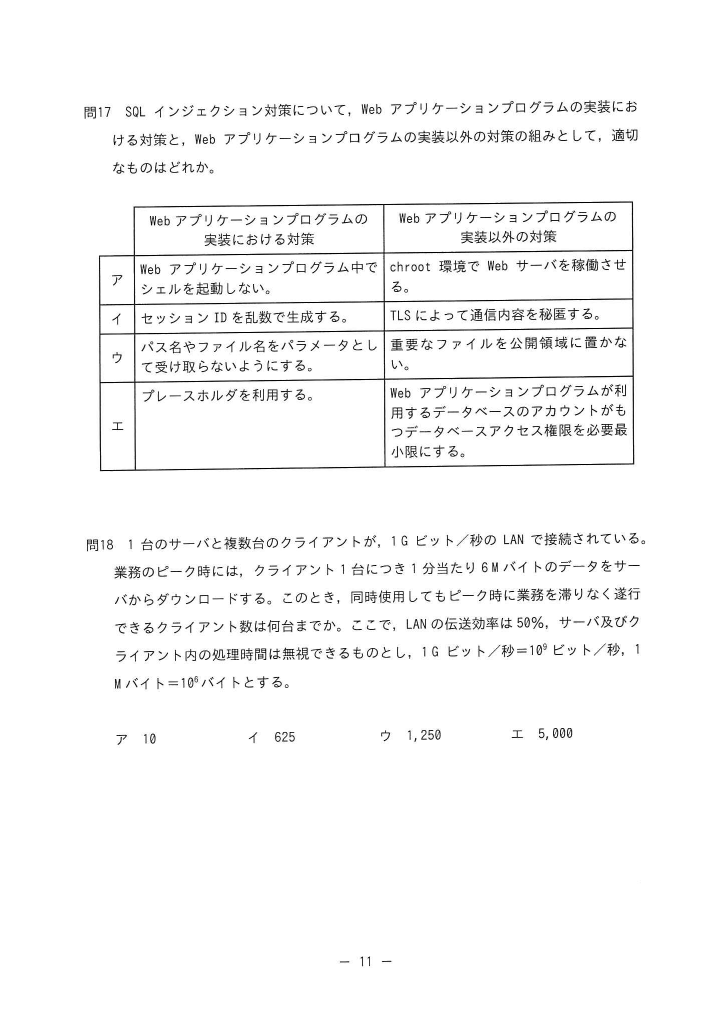 問17 SQL インジェクション対策について，Web アプリケーションプログラムの実装にお
ける対策と，Web アプリケーションプログラムの実装以外の対策の組みとして，適切
なものはどれか。
Web アプリケーションプログラムの
実装における対策
Web アプリケーションプログラムの
実装以外の対策
ア
Web アプリケーションプログラム中で
シェルを起動しない。
chroot 環境で Web サーバを稼働させ
る。
イ
セッション ID を乱数で生成する。
TLS によって通信内容を秘匿する。
ウ
パス名やファイル名をパラメータとし
て受け取らないようにする。
重要なファイルを公開領域に置かな
い。
エ
プレースホルダを利用する。
Web アプリケーションプログラムが利
用するデータベースのアカウントがも
つデータベースアクセス権限を必要最
小限にする。
問18 1 台のサーバと複数台のクライアントが，1 G ビット／秒の LAN で接続されている。
業務のピーク時には，クライアント 1 台につき 1 分当たり 6 M バイトのデータをサー
バからダウンロードする。このとき，同時使用してもピーク時に業務を滞りなく遂行
できるクライアント数は何台までか。ここで，LAN の伝送効率は 50％，サーバ及びク
ライアント内の処理時間は無視できるものとし，1 G ビット／秒＝10⁹ ビット／秒，1
M バイト＝10⁶ バイトとする。
ア 10 イ 625 ウ 1,250 エ 5,000
－ 11 －